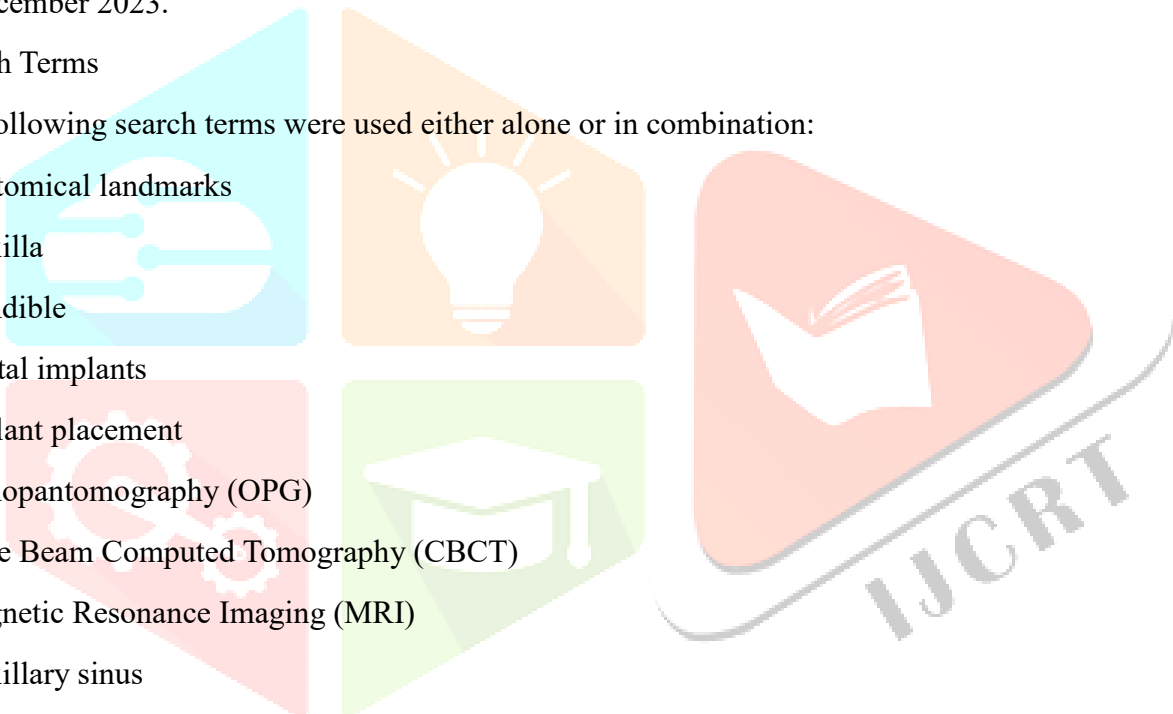 cember 2023.
h Terms
ollowing search terms were used either alone or in combination:
tomical landmarks
illa
dible
tal implants
lant placement
opantomography (OPG)
e Beam Computed Tomography (CBCT)
gnetic Resonance Imaging (MRI)
illary sinus
IJCRT